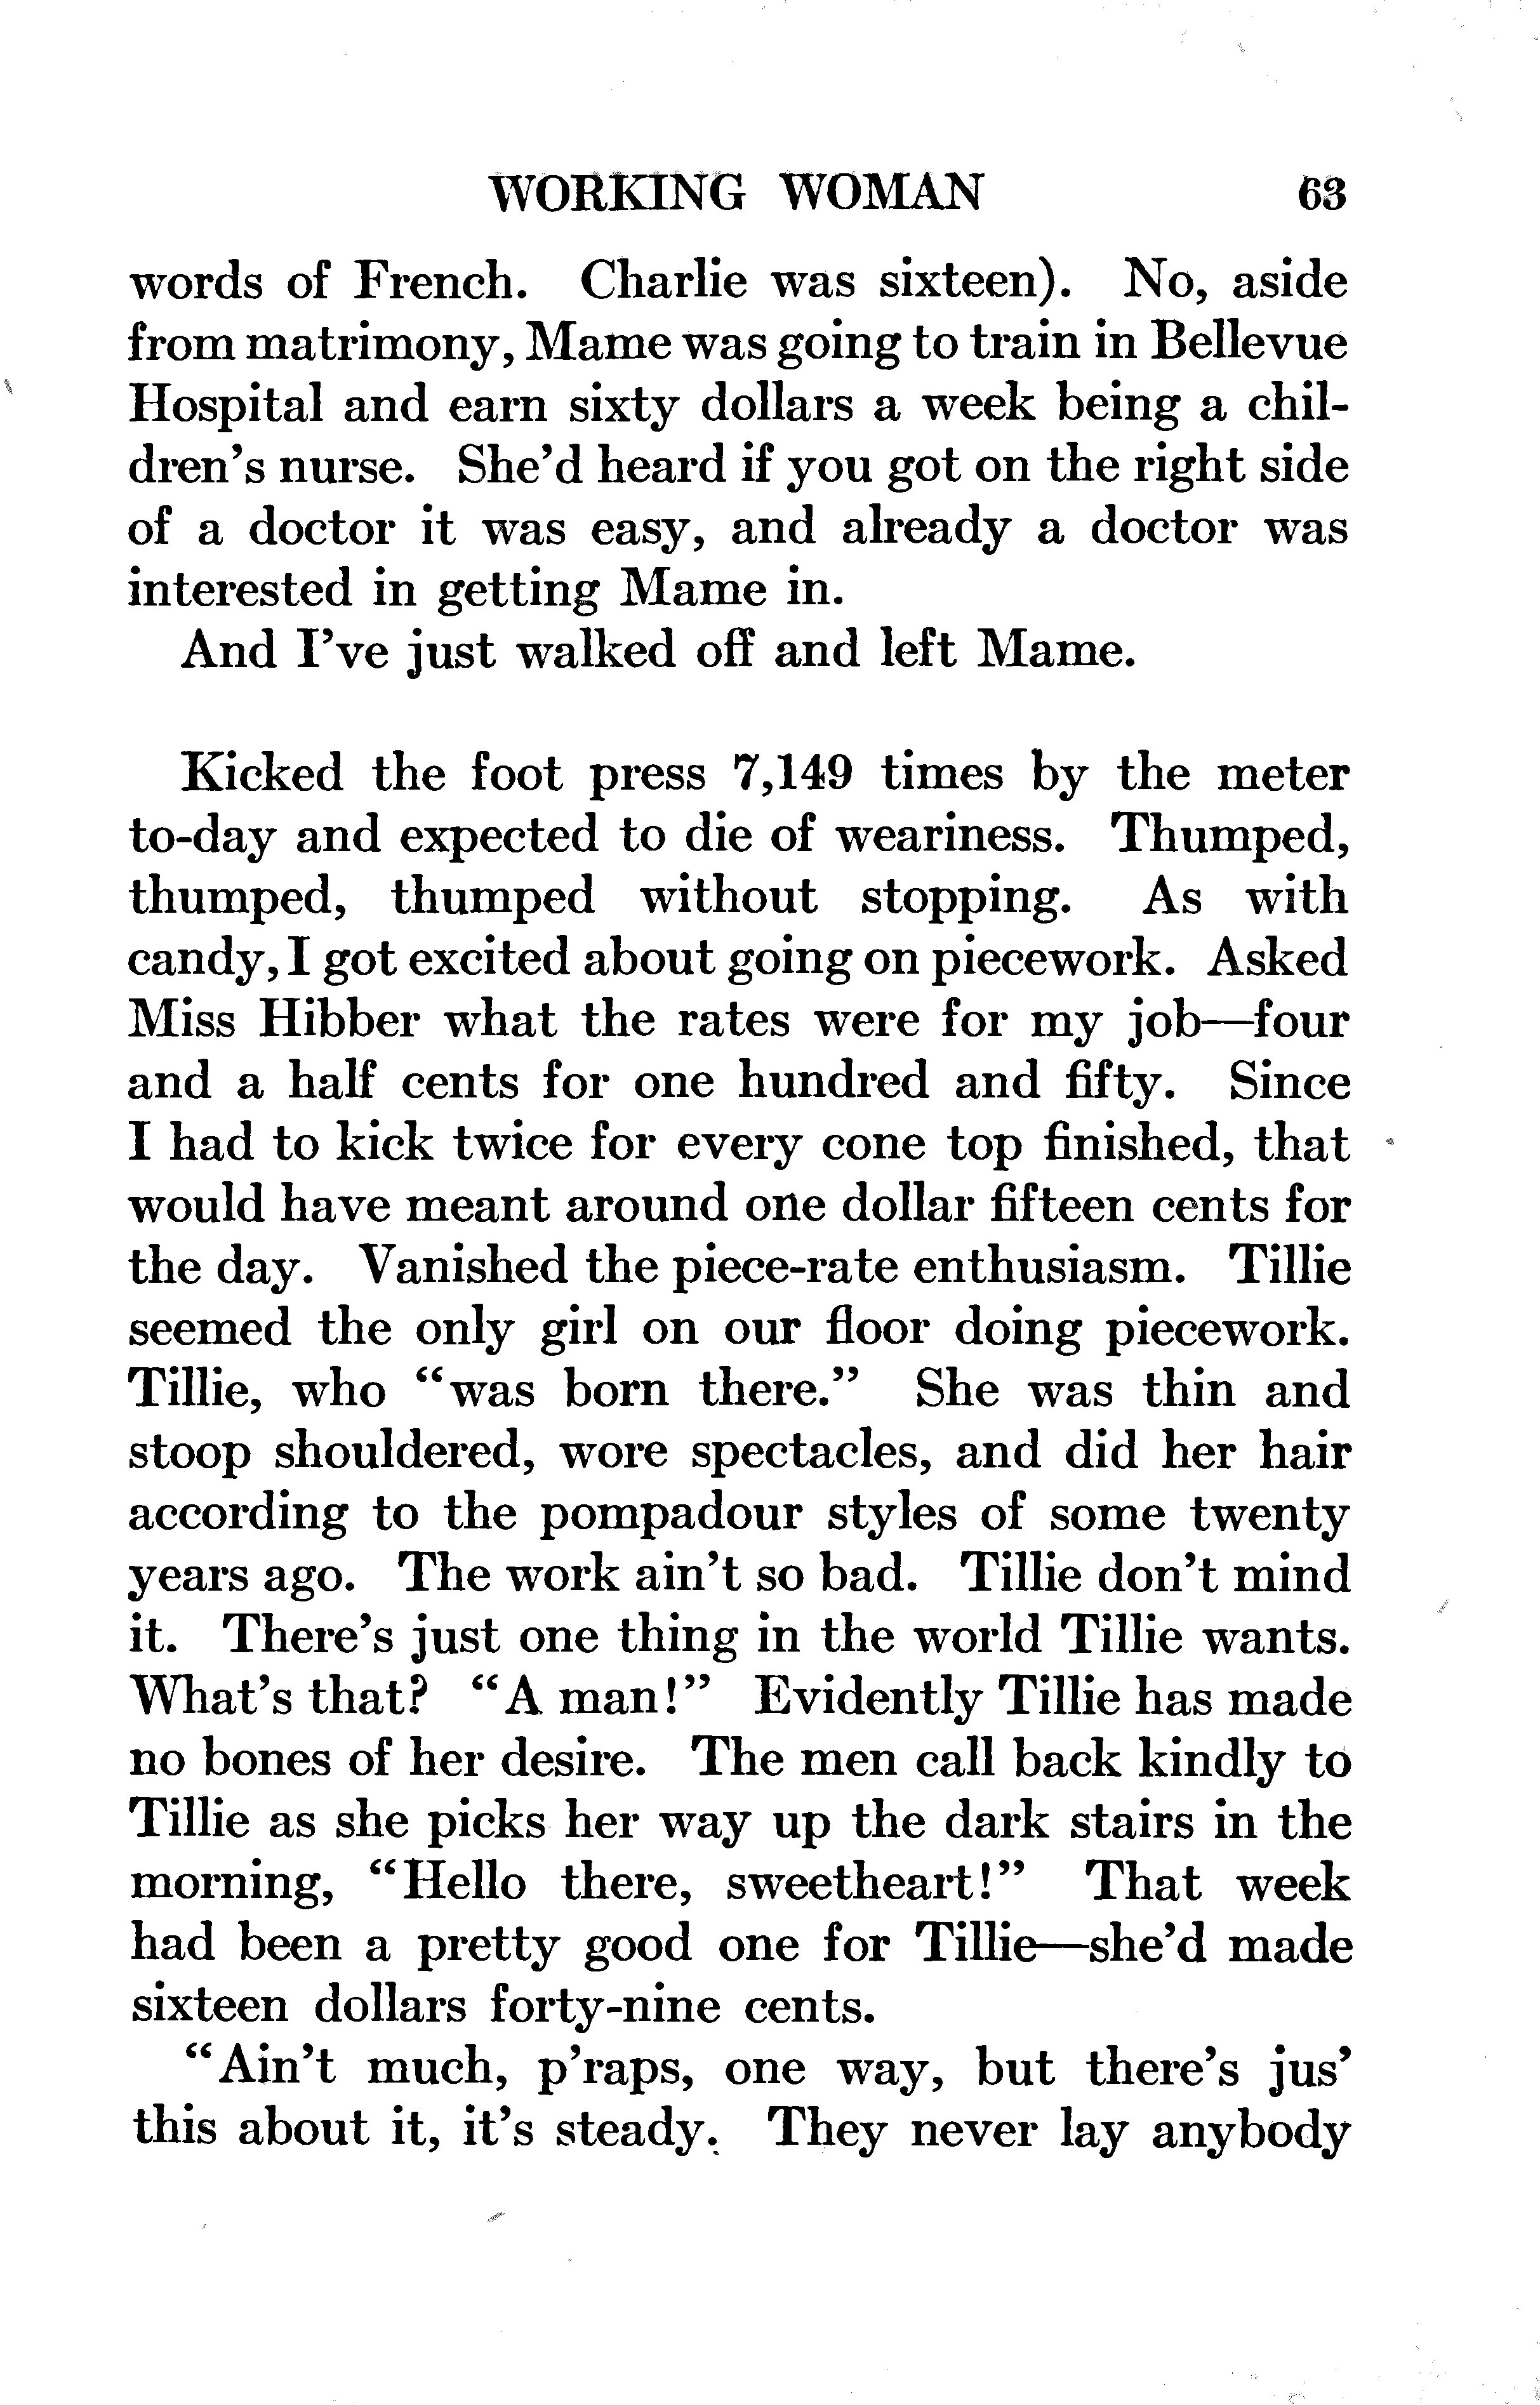 WORKING WOMAN 63
words of French. Charlie was sixteen). No, aside
from matrimony, Mame was going to train in Bellevue
Hospital and earn sixty dollars a week being a chil-
dren's nurse. She'd heard if you got on the right side
of a doctor it was easy, and already a doctor was
interested in getting Mame in.
And I've just walked off and left Mame.
Kicked the foot press 7,149 times by the meter
to-day and expected to die of weariness. Thumped,
thumped, thumped without stopping. As with
candy, I got excited about going on piecework. Asked
Miss Hibber what the rates were for my job—four
and a half cents for one hundred and fifty. Since
I had to kick twice for every cone top finished, that
would have meant around one dollar fifteen cents for
the day. Vanished the piece-rate enthusiasm. Tillie
seemed the only girl on our floor doing piecework.
Tillie, who "was born there." She was thin and
stoop shouldered, wore spectacles, and did her hair
according to the pompadour styles of some twenty
years ago. The work ain't so bad. Tillie don't mind
it. There's just one thing in the world Tillie wants.
What's that? "A man!" Evidently Tillie has made
no bones of her desire. The men call back kindly to
Tillie as she picks her way up the dark stairs in the
morning, "Hello there, sweetheart!" That week
had been a pretty good one for Tillie—she'd made
sixteen dollars forty-nine cents.
"Ain't much, p'raps, one way, but there's jus'
this about it, it's steady. They never lay anybody